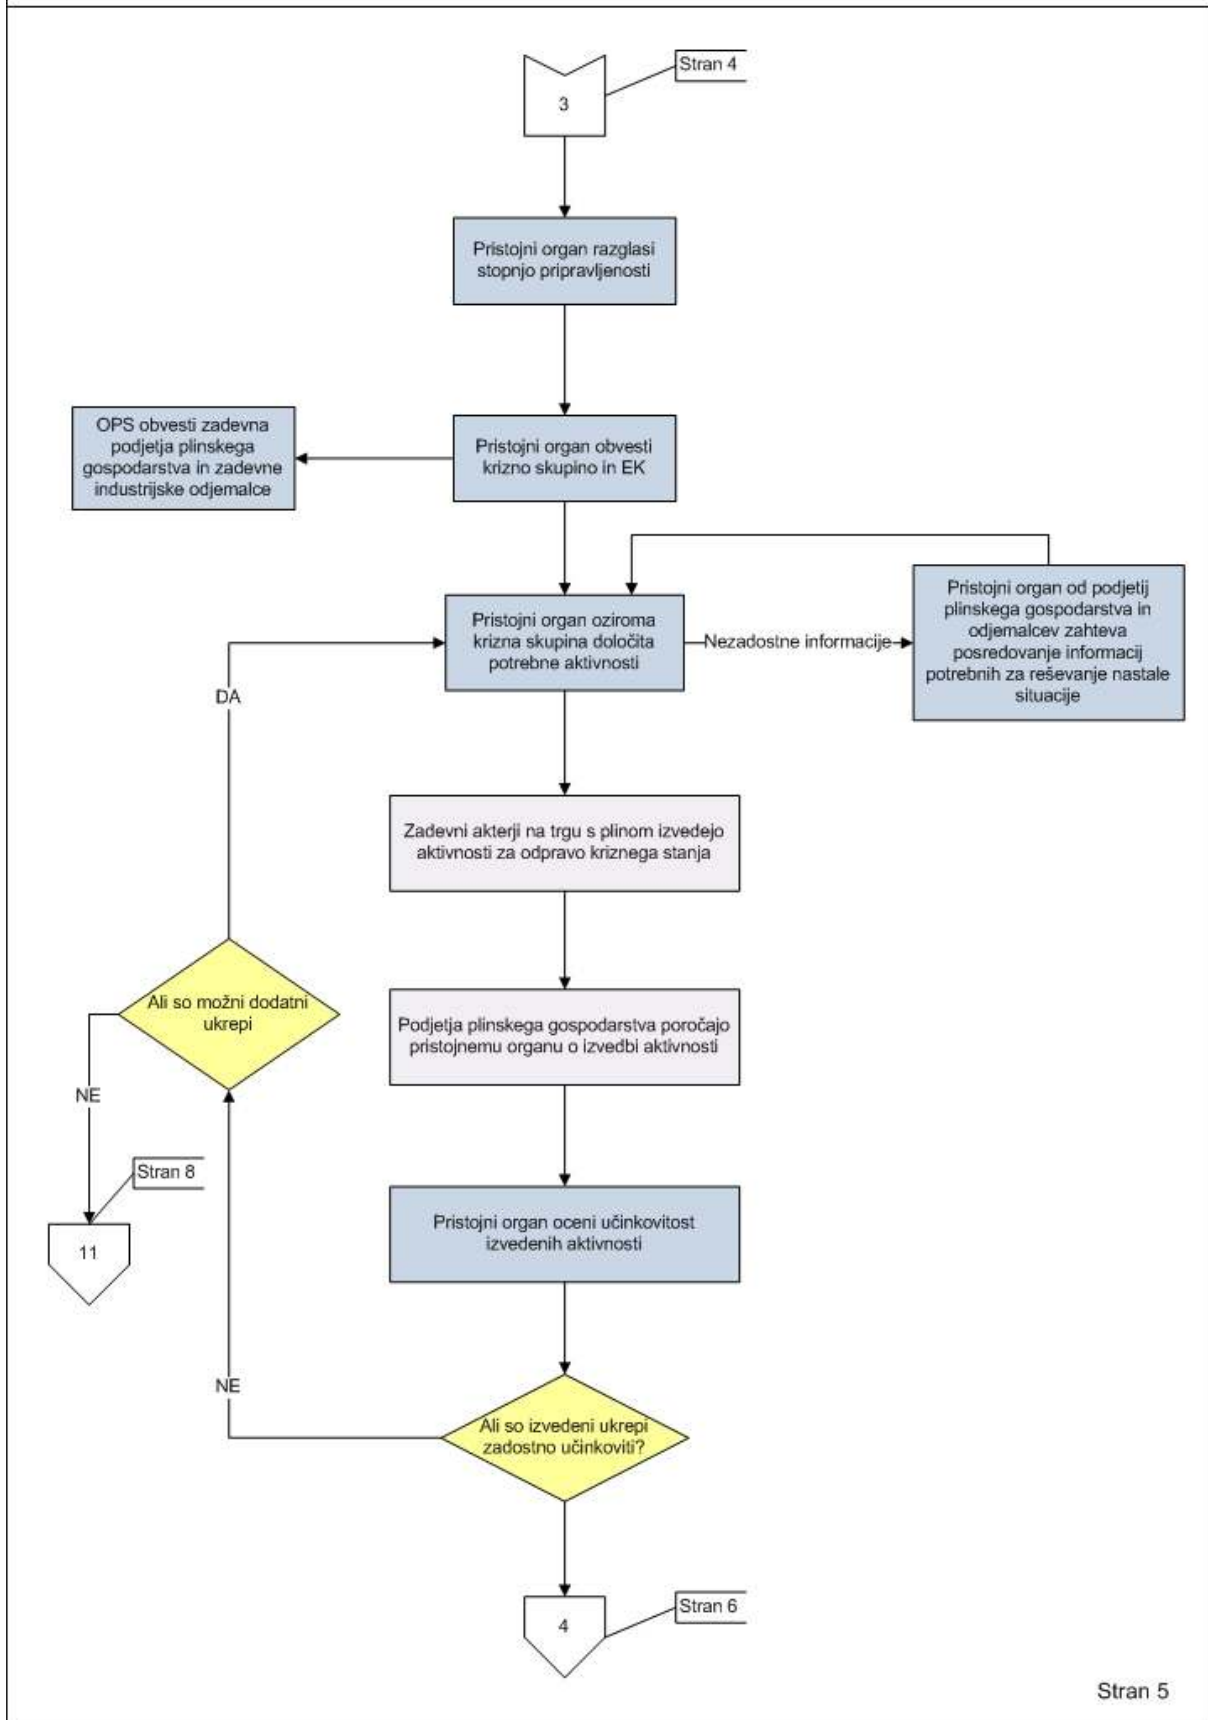 Stran 4
3
Pristojni organ razglasi
stopnjo pripravljenosti
OPS obvesti zadevna
podjetja plinskega
gospodarstva in zadevne
industrijske odjemalce
Pristojni organ obvesti
krizno skupino in EK
Pristojni organ oziroma
krizna skupina določita
potrebne aktivnosti
Nezadostne informacije
Pristojni organ od podjetij
plinskega gospodarstva in
odjemalcev zahteva
posredovanje informacij
potrebnih za reševanje nastale
situacije
DA
Zadevni akterji na trgu s plinom izvedejo
aktivnosti za odpravo kriznega stanja
Ali so možni dodatni
ukrepi
Podjetja plinskega gospodarstva poročajo
pristojnemu organu o izvedbi aktivnosti
NE
Stran 8
11
Pristojni organ oceni učinkovitost
izvedenih aktivnosti
NE
Ali so izvedeni ukrepi
zadostno učinkoviti?
4
Stran 6
Stran 5